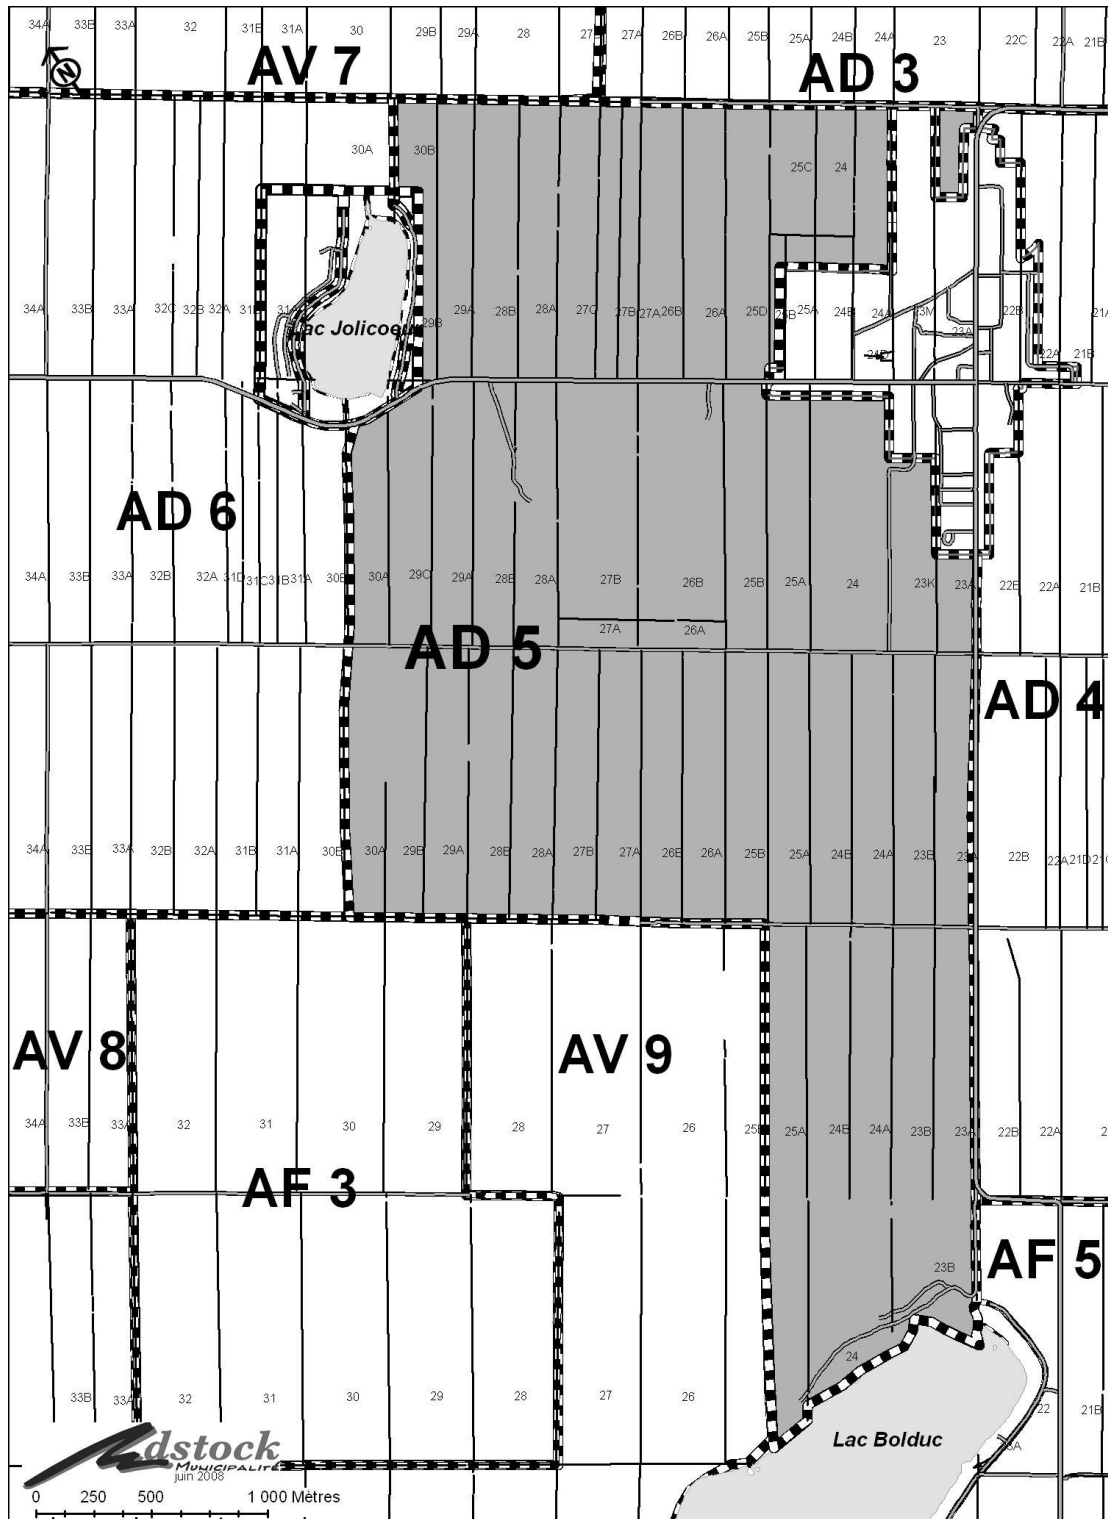 34A 33B 33A 32 31E 31A 30 29B 29A 28 27 27A 26B 26A 25B 25A 24B 24A 23 22C 22A 21B
N
AV 7 AD 3
30A 30B 25C 24
34A 33B 33A 32C 32B 32A 31B 31A 29B 29A 28B 28A 27C 27B 27A 26B 26A 25D 25B 25A 24B 24A 23M 22B 21A
Lac Jolicoeur 23A
24D 22A 21B
AD 6
34A 33B 33A 32B 32A 31D 31C 31B 31A 30B 30A 29C 29A 28B 28A 27B 26B 25B 25A 24 23K 23A 22B 22A 21B
27A 26A
AD 5
AD 4
34A 33B 33A 32B 32A 31B 31A 30B 30A 29B 29A 28B 28A 27B 27A 26B 26A 25B 25A 24B 24A 23B 23A 22B 22A 21D 21C
AV 8 AV 9
34A 33B 33A 32 31 30 29 28 27 26 25B 25A 24B 24A 23B 23A 22B 22A
AF 3
AF 5
23B
24
33B 33A 32 31 30 29 28 27 26 22 21B
Lac Bolduc
Adstock
MUNICIPALITÉ
juin 2008
0 250 500 1 000 Mètres